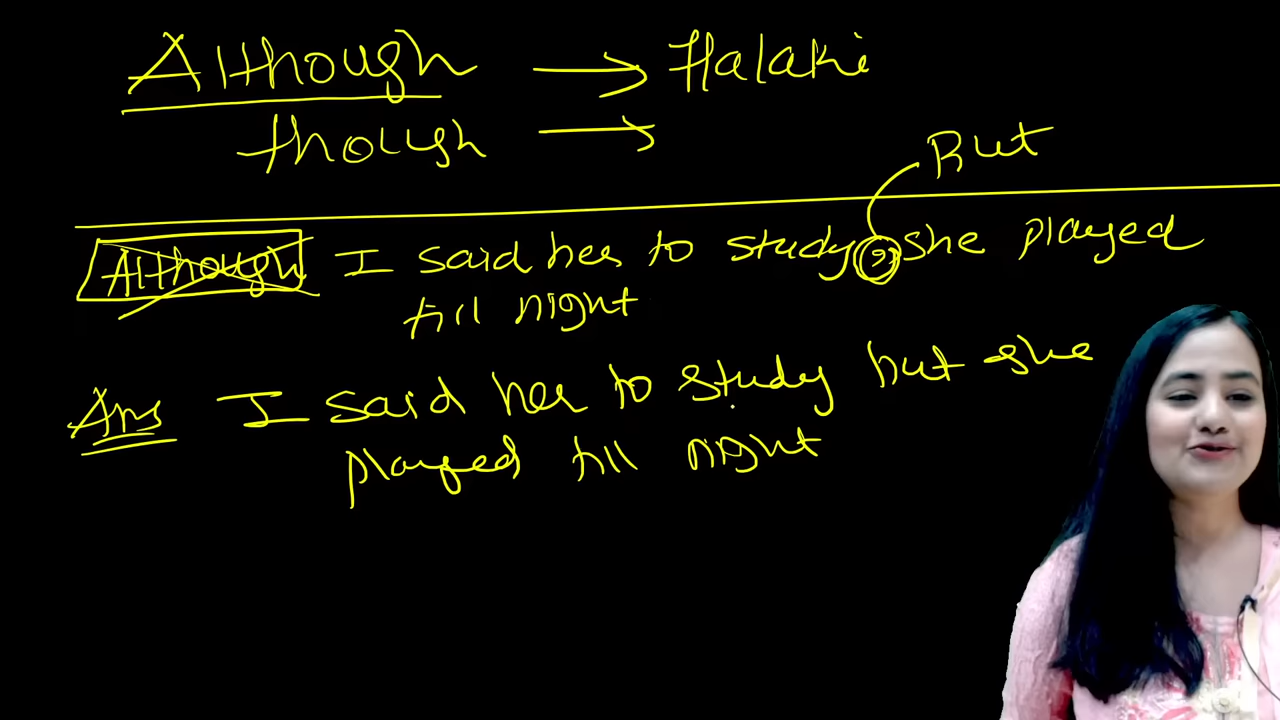 Although → Halaki
though →
But
Although I said her to study, she played
till night
Ans I said her to study but she
played till night